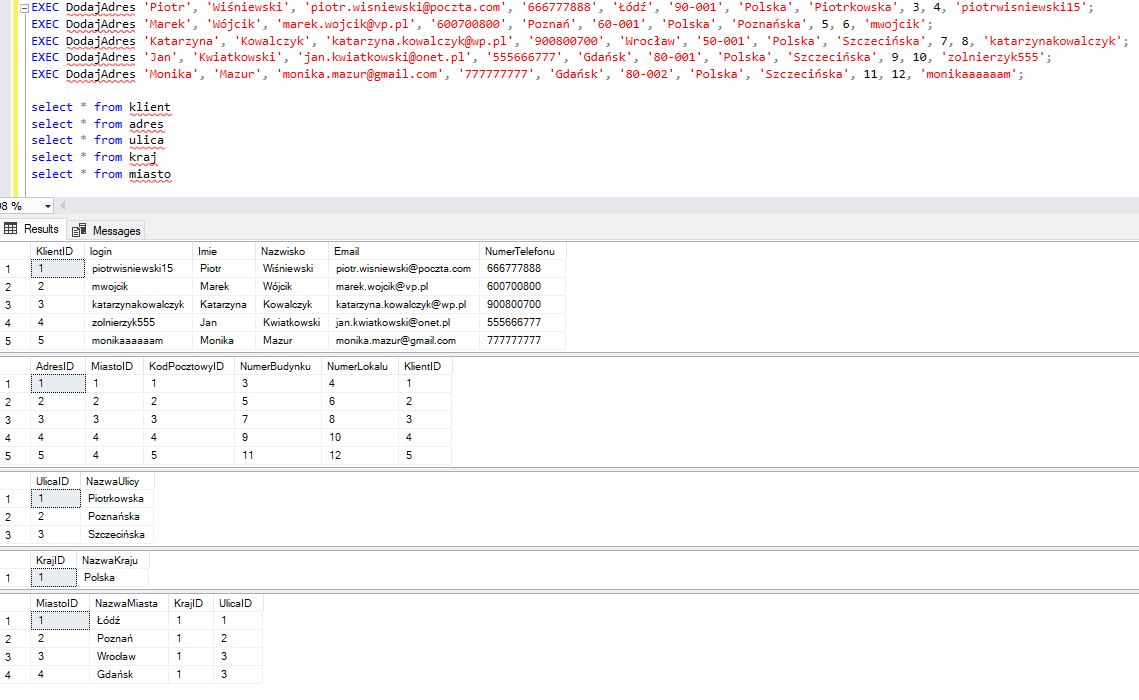 EXEC DodajAdres 'Piotr', 'Wiśniewski', 'piotr.wisniewski@poczta.com', '666777888', 'Łódź', '90-001', 'Polska', 'Piotrkowska', 3, 4, 'piotrwisniewski15';
EXEC DodajAdres 'Marek', 'Wójcik', 'marek.wojcik@vp.pl', '600700800', 'Poznań', '60-001', 'Polska', 'Poznańska', 5, 6, 'mwojcik';
EXEC DodajAdres 'Katarzyna', 'Kowalczyk', 'katarzyna.kowalczyk@wp.pl', '900800700', 'Wrocław', '50-001', 'Polska', 'Szczecińska', 7, 8, 'katarzynakowalczyk';
EXEC DodajAdres 'Jan', 'Kwiatkowski', 'jan.kwiatkowski@onet.pl', '555666777', 'Gdańsk', '80-001', 'Polska', 'Szczecińska', 9, 10, 'zolnierzyk555';
EXEC DodajAdres 'Monika', 'Mazur', 'monika.mazur@gmail.com', '777777777', 'Gdańsk', '80-002', 'Polska', 'Szczecińska', 11, 12, 'monikaaaaaam';
select * from klient
select * from adres
select * from ulica
select * from kraj
select * from miasto
98 %
Results Messages
KlientID login Imie Nazwisko Email NumerTelefonu
1 1 piotrwisniewski15 Piotr Wiśniewski piotr.wisniewski@poczta.com 666777888
2 2 mwojcik Marek Wójcik marek.wojcik@vp.pl 600700800
3 3 katarzynakowalczyk Katarzyna Kowalczyk katarzyna.kowalczyk@wp.pl 900800700
4 4 zolnierzyk555 Jan Kwiatkowski jan.kwiatkowski@onet.pl 555666777
5 5 monikaaaaaam Monika Mazur monika.mazur@gmail.com 777777777
AdresID MiastoID KodPocztowyID NumerBudynku NumerLokalu KlientID
1 1 1 1 3 4 1
2 2 2 2 5 6 2
3 3 3 3 7 8 3
4 4 4 4 9 10 4
5 5 4 5 11 12 5
UlicaID NazwaUlicy
1 1 Piotrkowska
2 2 Poznańska
3 3 Szczecińska
KrajID NazwaKraju
1 1 Polska
MiastoID NazwaMiasta KrajID UlicaID
1 1 Łódź 1 1
2 2 Poznań 1 2
3 3 Wrocław 1 3
4 4 Gdańsk 1 3